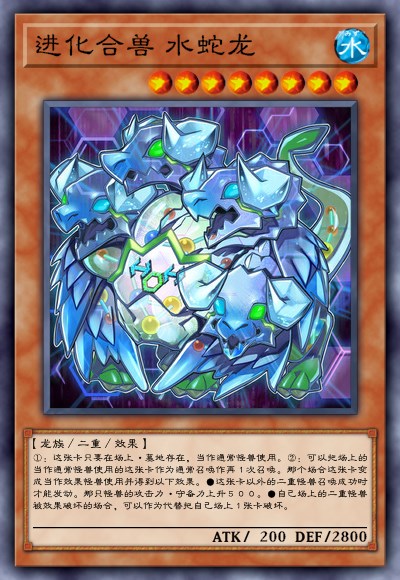 进化合兽 水蛇龙
水
【龙族／二重／效果】
①：这张卡只要在场上·墓地存在，当作通常怪兽使用。②：可以把场上的
当作通常怪兽使用的这张卡作为通常召唤作再1次召唤。那个场合这张卡变
成当作效果怪兽使用并得到以下效果。●这张卡以外的二重怪兽召唤成功时
才能发动。那只怪兽的攻击力·守备力上升５００。●自己场上的二重怪兽
被效果破坏的场合，可以作为代替把自己场上1张卡破坏。
ATK/ 200 DEF/2800